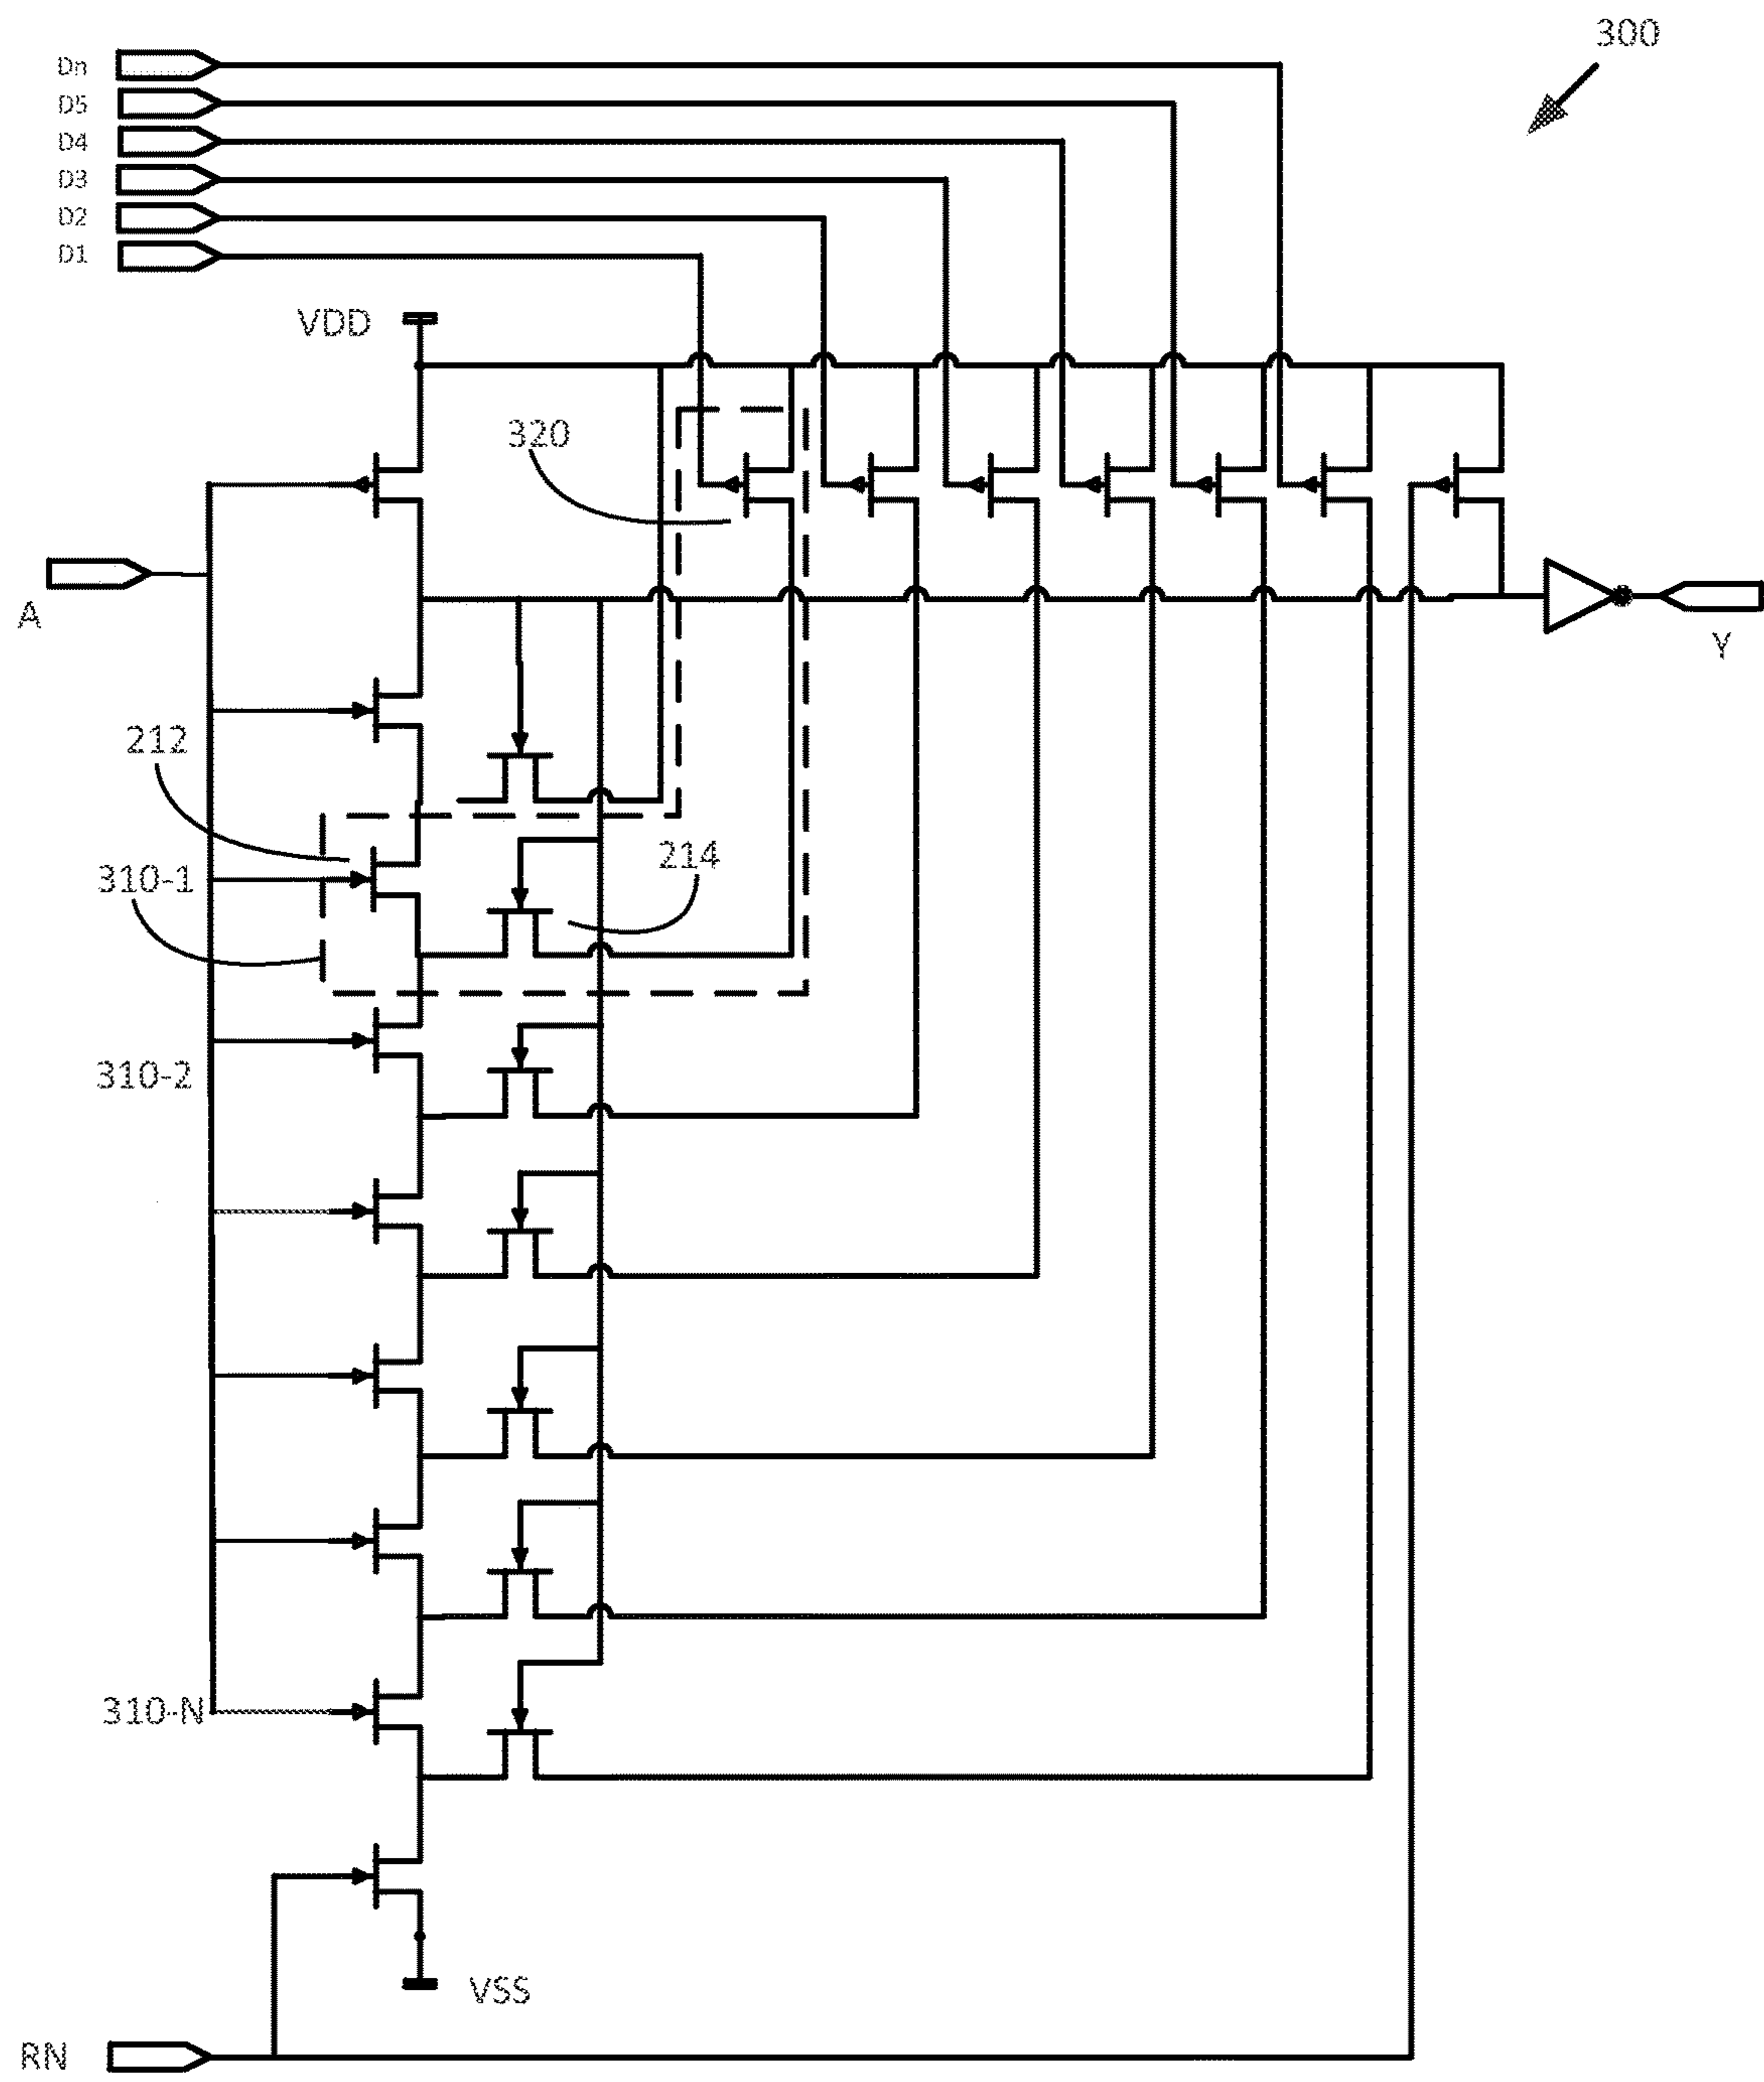 300
Dn
D5
D4
D3
D2
D1
VDD
320
A
Y
212
214
310-1
310-2
310-N
VSS
RN